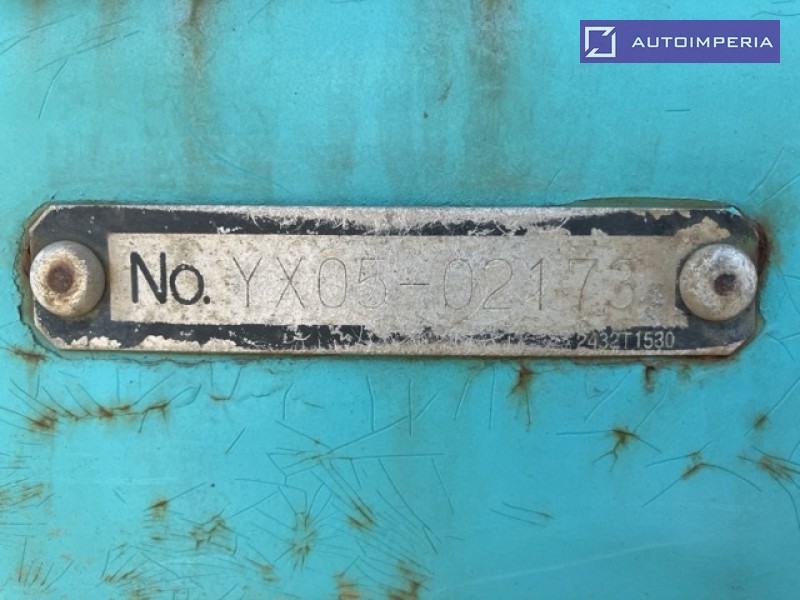 AUTOIMPERIA
No. YX05-02173
2432T1530